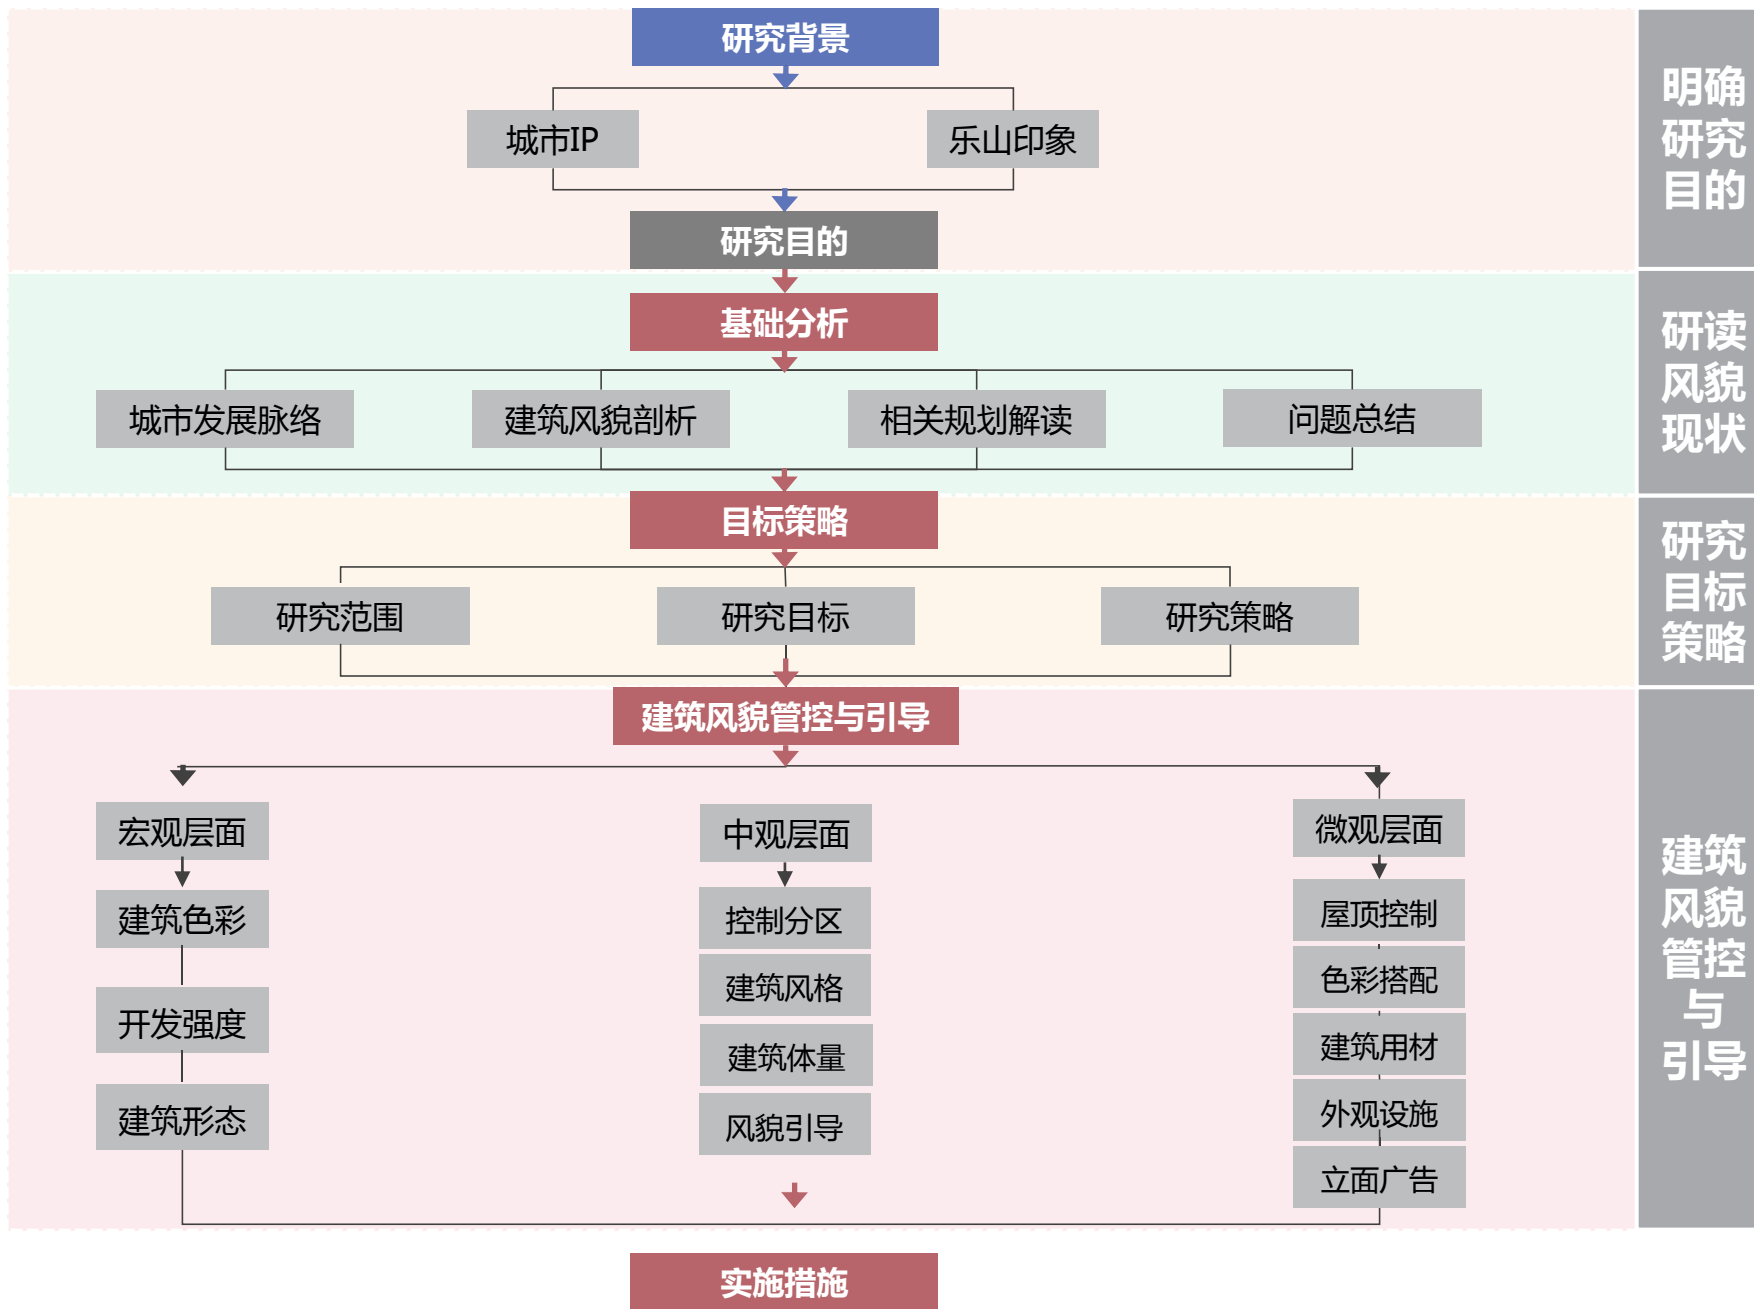 研究背景
城市IP
乐山印象
研究目的
明确
研究
目的
基础分析
城市发展脉络
建筑风貌剖析
相关规划解读
问题总结
研读
风貌
现状
目标策略
研究范围
研究目标
研究策略
研究
目标
策略
建筑风貌管控与引导
宏观层面
建筑色彩
开发强度
建筑形态
中观层面
控制分区
建筑风格
建筑体量
风貌引导
微观层面
屋顶控制
色彩搭配
建筑用材
外观设施
立面广告
建筑
风貌
管控
与
引导
实施措施